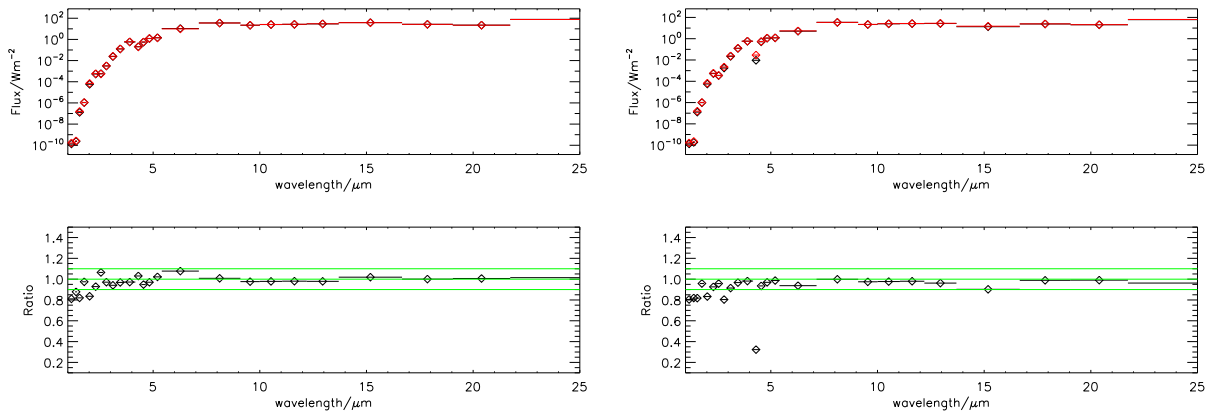 10² 10² 
10⁰ 10⁰
10⁻² 10⁻²
10⁻⁴ 10⁻⁴
10⁻⁶ 10⁻⁶
10⁻⁸ 10⁻⁸
10⁻¹⁰ 10⁻¹⁰
Flux/Wm⁻² Flux/Wm⁻²
5 10 15 20 25 5 10 15 20 25
wavelength/μm wavelength/μm
1.4 1.4
1.2 1.2
1.0 1.0
0.8 0.8
0.6 0.6
0.4 0.4
0.2 0.2
Ratio Ratio
5 10 15 20 25 5 10 15 20 25
wavelength/μm wavelength/μm